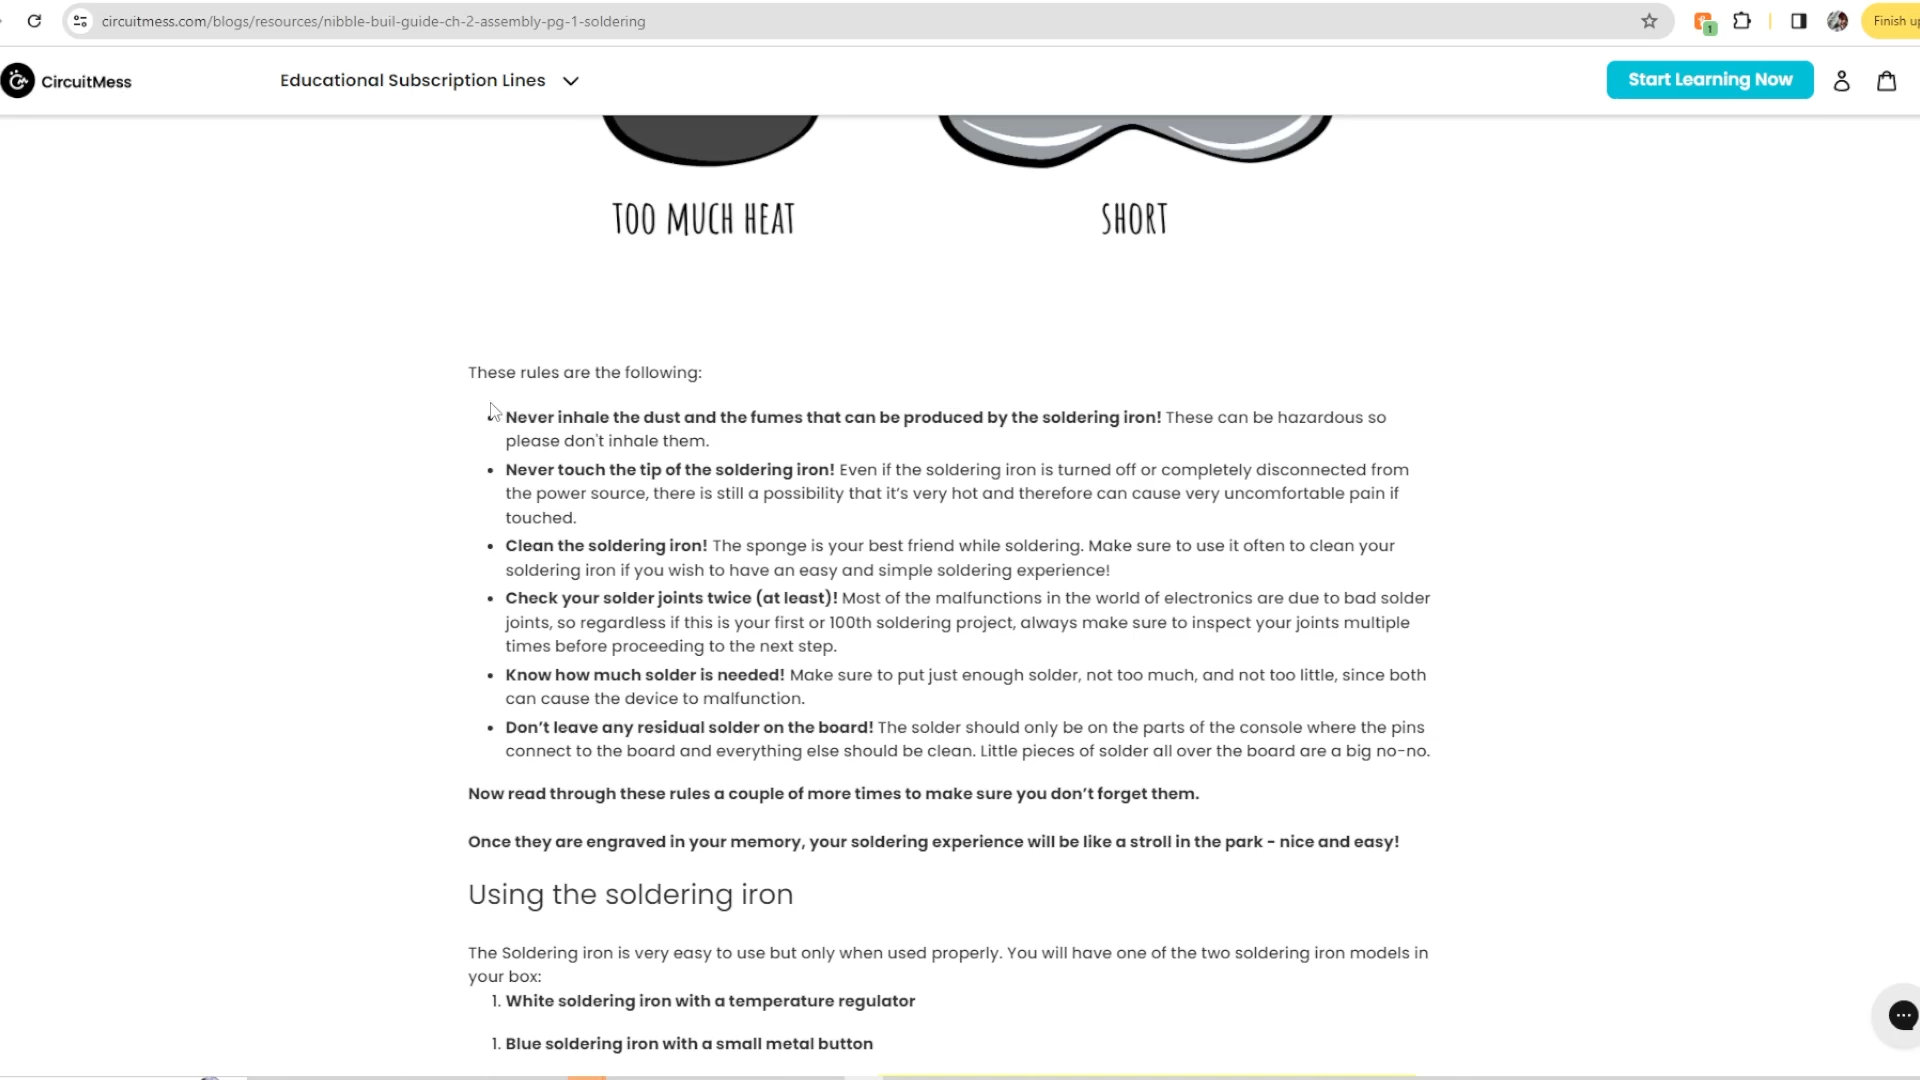 circuitmess.com/blogs/resources/nibble-buil-guide-ch-2-assembly-pg-1-soldering
1
Finish up
CircuitMess
Educational Subscription Lines
Start Learning Now
TOO MUCH HEAT
SHORT
These rules are the following:
Never inhale the dust and the fumes that can be produced by the soldering iron! These can be hazardous so
please don't inhale them.
• Never touch the tip of the soldering iron! Even if the soldering iron is turned off or completely disconnected from
the power source, there is still a possibility that it’s very hot and therefore can cause very uncomfortable pain if
touched.
• Clean the soldering iron! The sponge is your best friend while soldering. Make sure to use it often to clean your
soldering iron if you wish to have an easy and simple soldering experience!
• Check your solder joints twice (at least)! Most of the malfunctions in the world of electronics are due to bad solder
joints, so regardless if this is your first or 100th soldering project, always make sure to inspect your joints multiple
times before proceeding to the next step.
• Know how much solder is needed! Make sure to put just enough solder, not too much, and not too little, since both
can cause the device to malfunction.
• Don’t leave any residual solder on the board! The solder should only be on the parts of the console where the pins
connect to the board and everything else should be clean. Little pieces of solder all over the board are a big no-no.
Now read through these rules a couple of more times to make sure you don’t forget them.
Once they are engraved in your memory, your soldering experience will be like a stroll in the park - nice and easy!
Using the soldering iron
The Soldering iron is very easy to use but only when used properly. You will have one of the two soldering iron models in
your box:
1. White soldering iron with a temperature regulator
1. Blue soldering iron with a small metal button